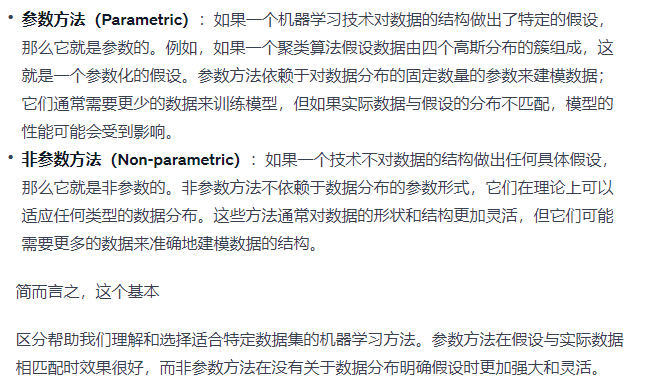 • 参数方法（Parametric）：如果一个机器学习技术对数据的结构做出了特定的假设，
那么它就是参数的。例如，如果一个聚类算法假设数据由四个高斯分布的簇组成，这
就是一个参数化的假设。参数方法依赖于对数据分布的固定数量的参数来建模数据；
它们通常需要更少的数据来训练模型，但如果实际数据与假设的分布不匹配，模型的
性能可能会受到影响。
• 非参数方法（Non-parametric）：如果一个技术不对数据的结构做出任何具体假设，
那么它就是非参数的。非参数方法不依赖于数据分布的参数形式，它们在理论上可以
适应任何类型的数据分布。这些方法通常对数据的形状和结构更加灵活，但它们可能
需要更多的数据来准确地建模数据的结构。
简而言之，这个基本
区分帮助我们理解和选择适合特定数据集的机器学习方法。参数方法在假设与实际数据
相匹配时效果很好，而非参数方法在没有关于数据分布明确假设时更加强大和灵活。